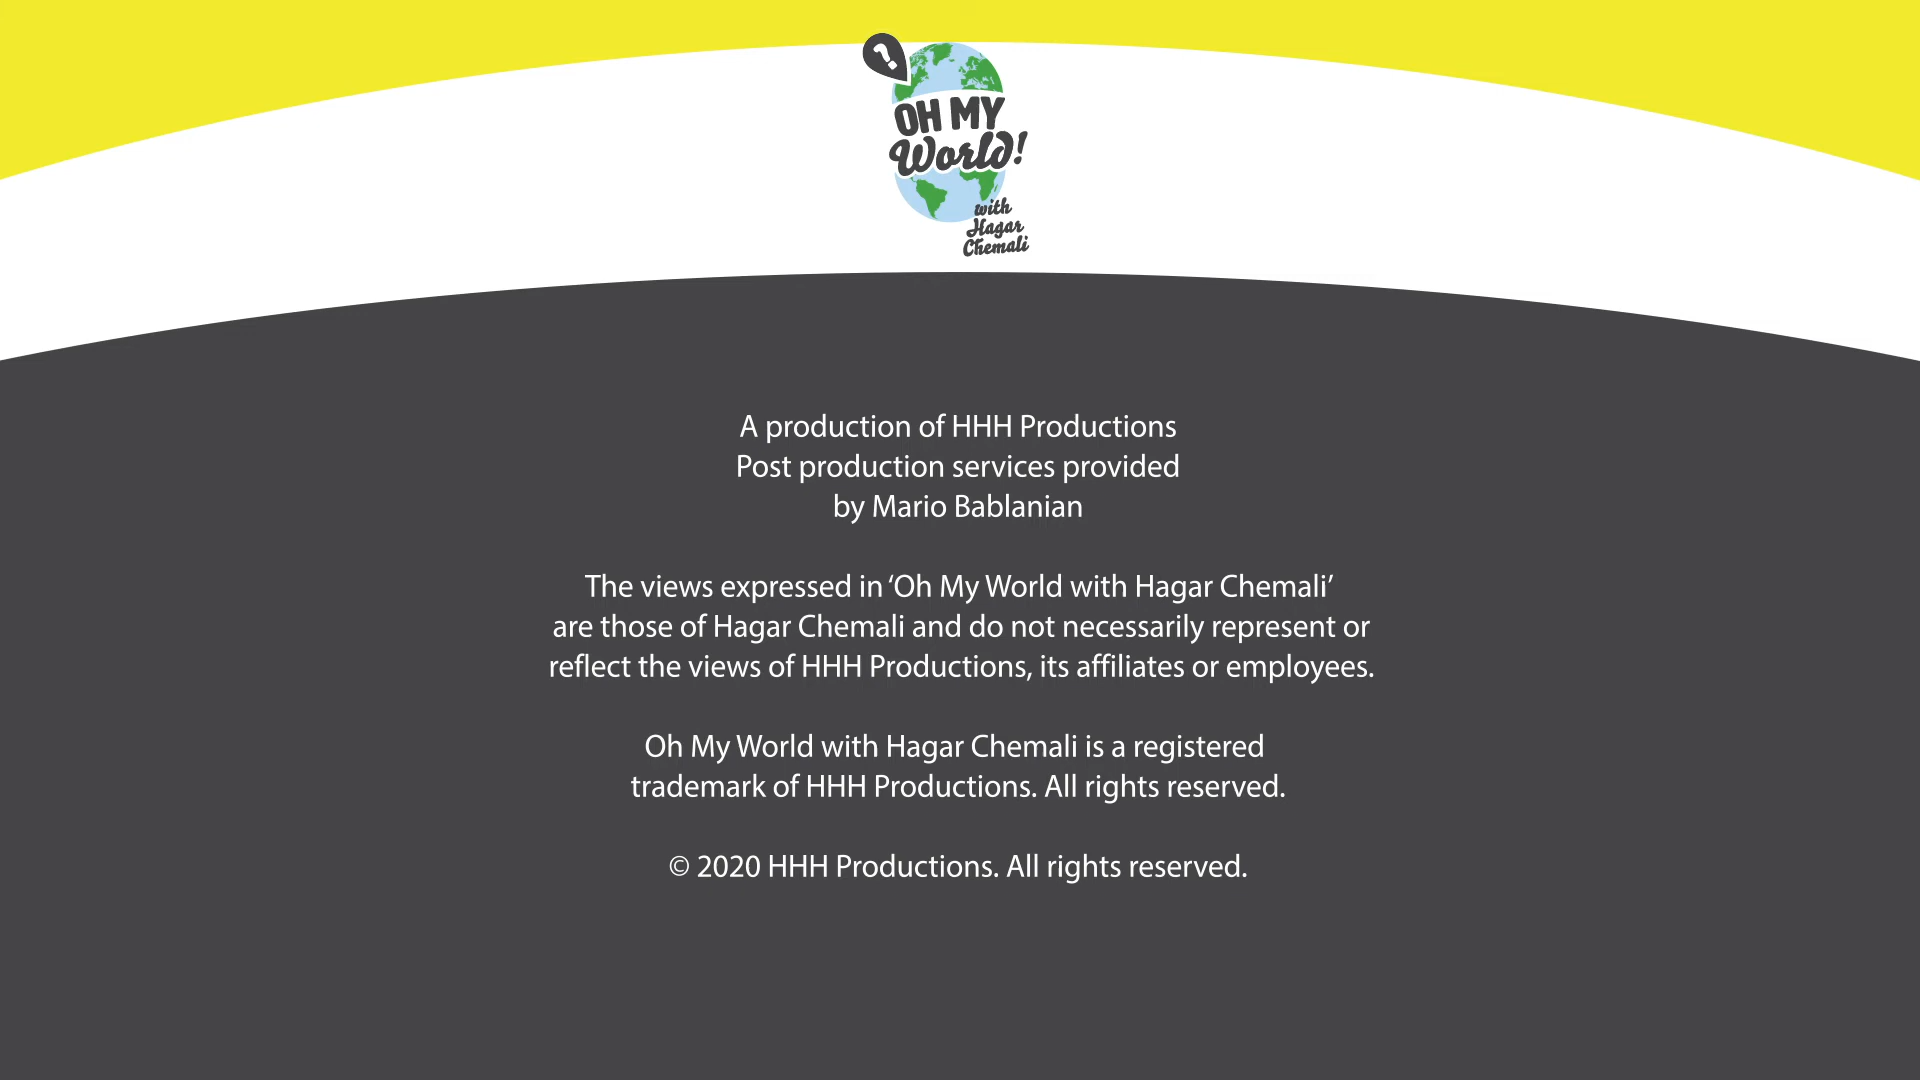 OH MY
World!
with
Hagar
Chemali
A production of HHH Productions
Post production services provided
by Mario Bablanian
The views expressed in ‘Oh My World with Hagar Chemali’
are those of Hagar Chemali and do not necessarily represent or
reflect the views of HHH Productions, its affiliates or employees.
Oh My World with Hagar Chemali is a registered
trademark of HHH Productions. All rights reserved.
© 2020 HHH Productions. All rights reserved.